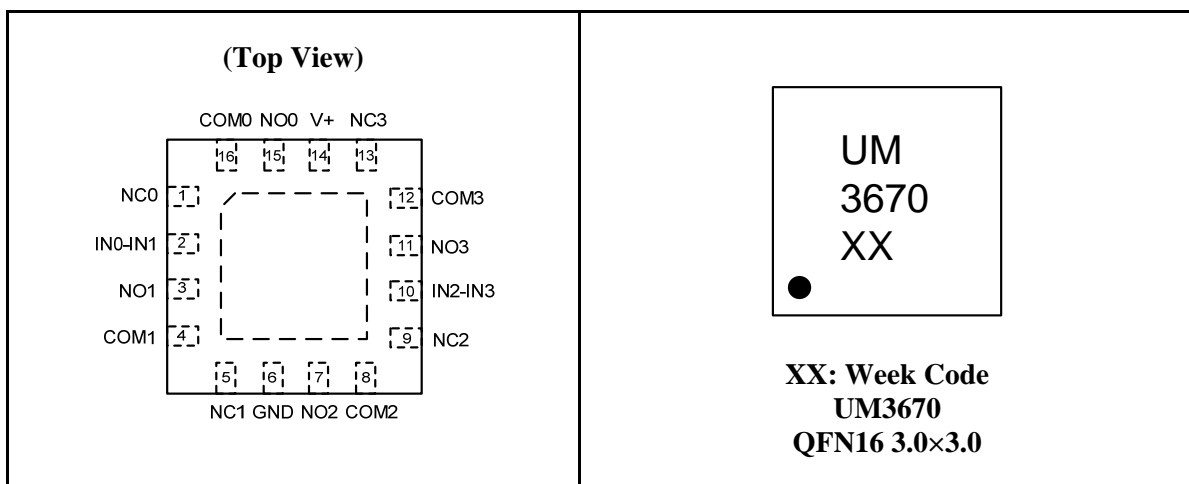 (Top View)
COM0 NO0 V+ NC3
16 15 14 13
NC0 1 12 COM3
IN0-IN1 2 11 NO3
NO1 3 10 IN2-IN3
COM1 4 9 NC2
5 6 7 8
NC1 GND NO2 COM2
UM
3670
XX
XX: Week Code
UM3670
QFN16 3.0×3.0